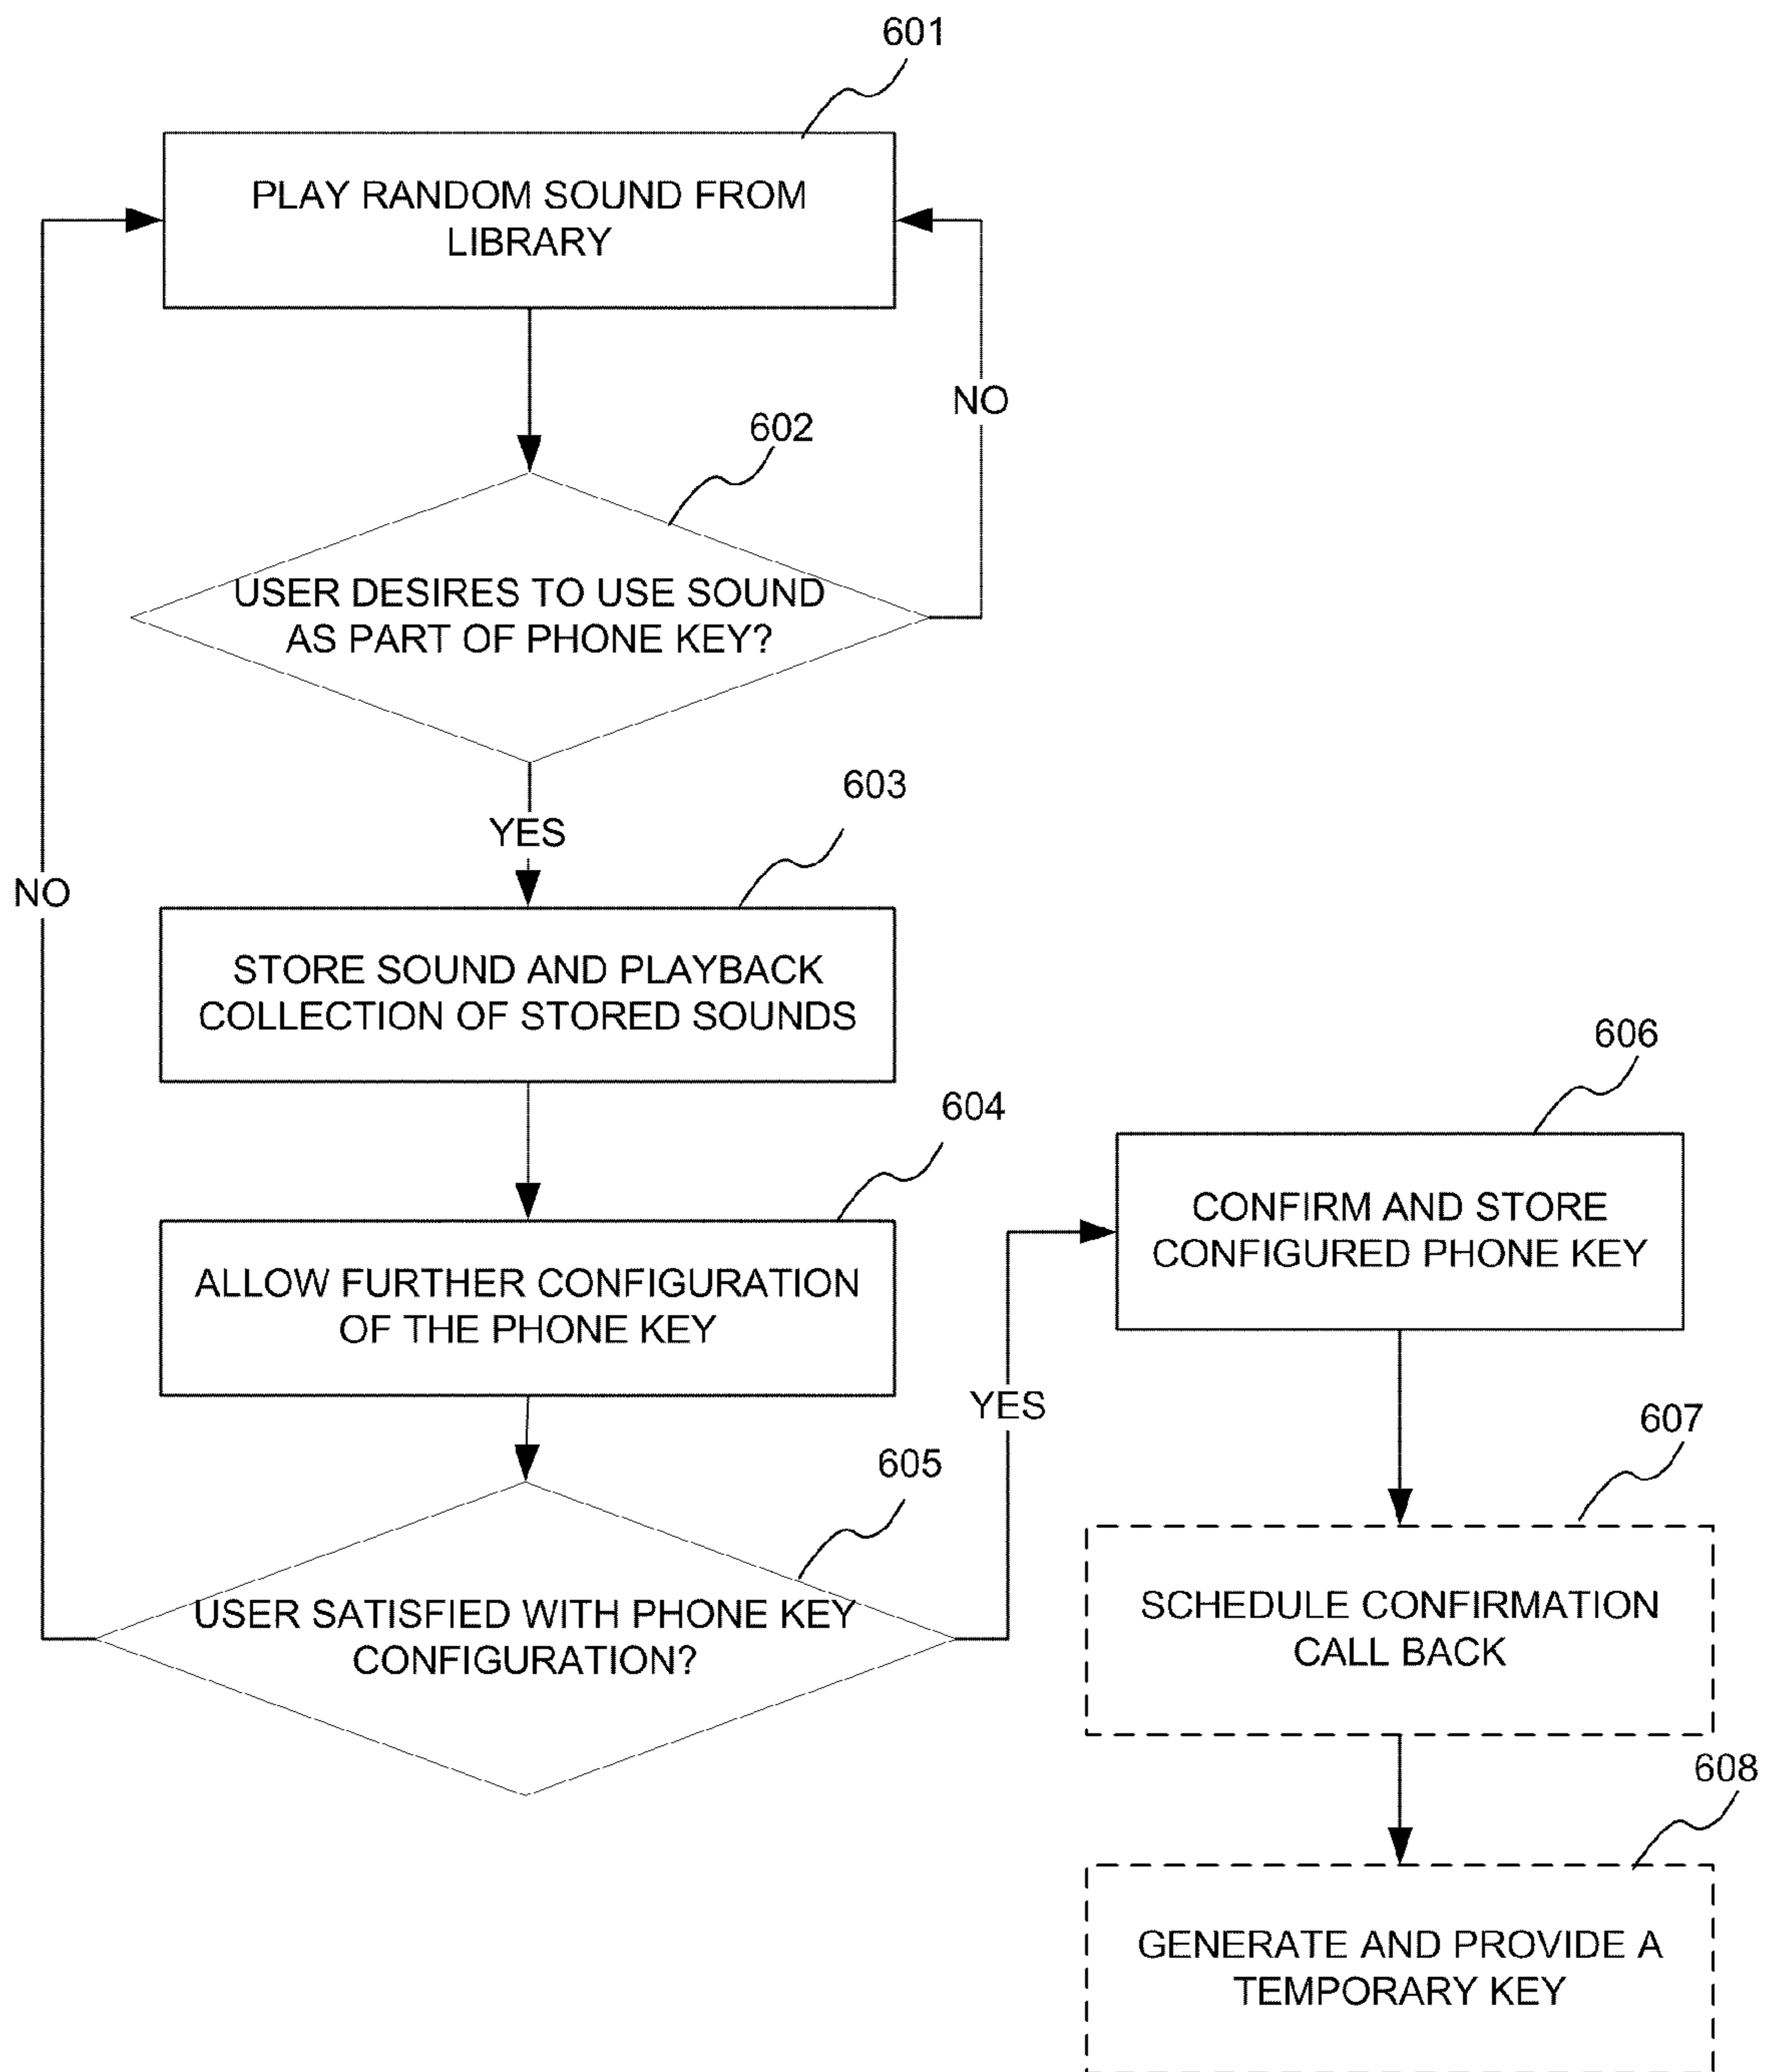 601
PLAY RANDOM SOUND FROM
LIBRARY
NO
602
USER DESIRES TO USE SOUND
AS PART OF PHONE KEY?
YES
603
NO
STORE SOUND AND PLAYBACK
COLLECTION OF STORED SOUNDS
604
ALLOW FURTHER CONFIGURATION
OF THE PHONE KEY
605
USER SATISFIED WITH PHONE KEY
CONFIGURATION?
YES
606
CONFIRM AND STORE
CONFIGURED PHONE KEY
607
SCHEDULE CONFIRMATION
CALL BACK
608
GENERATE AND PROVIDE A
TEMPORARY KEY